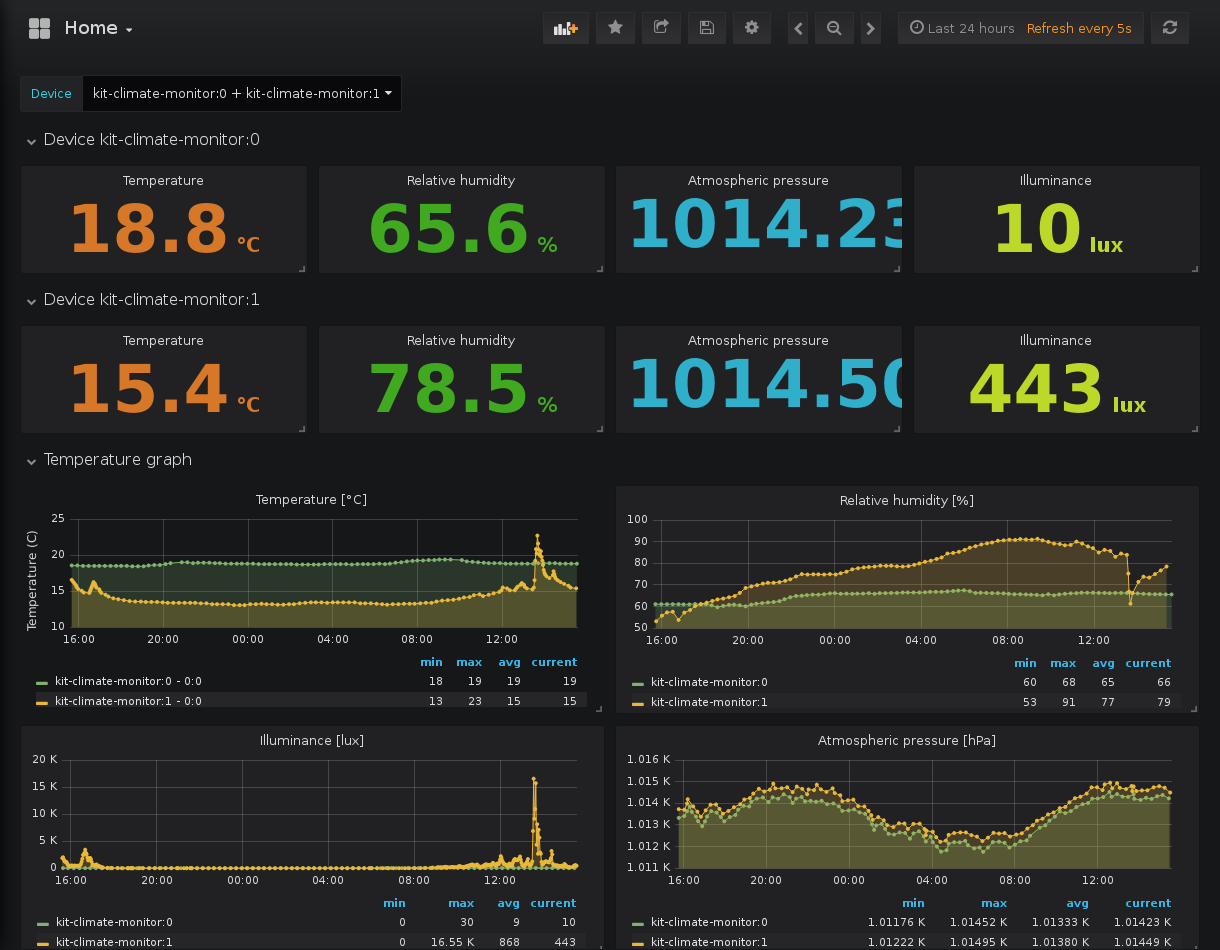 Home
Last 24 hours Refresh every 5s
Device kit-climate-monitor:0 + kit-climate-monitor:1
Device kit-climate-monitor:0
Temperature Relative humidity Atmospheric pressure Illuminance
18.8 °C 65.6 % 1014.23 10 lux
Device kit-climate-monitor:1
Temperature Relative humidity Atmospheric pressure Illuminance
15.4 °C 78.5 % 1014.50 443 lux
Temperature graph
Temperature [°C]
Temperature (C)
25
20
15
10
16:00 20:00 00:00 04:00 08:00 12:00
min max avg current
kit-climate-monitor:0 - 0:0 18 19 19 19
kit-climate-monitor:1 - 0:0 13 23 15 15
Relative humidity [%]
100
90
80
70
60
50
16:00 20:00 00:00 04:00 08:00 12:00
min max avg current
kit-climate-monitor:0 60 68 65 66
kit-climate-monitor:1 53 91 77 79
Illuminance [lux]
20 K
15 K
10 K
5 K
0
16:00 20:00 00:00 04:00 08:00 12:00
min max avg current
kit-climate-monitor:0 0 30 9 10
kit-climate-monitor:1 0 16.55 K 868 443
Atmospheric pressure [hPa]
1.016 K
1.015 K
1.014 K
1.013 K
1.012 K
1.011 K
16:00 20:00 00:00 04:00 08:00 12:00
min max avg current
kit-climate-monitor:0 1.01176 K 1.01452 K 1.01333 K 1.01423 K
kit-climate-monitor:1 1.01222 K 1.01495 K 1.01380 K 1.01449 K